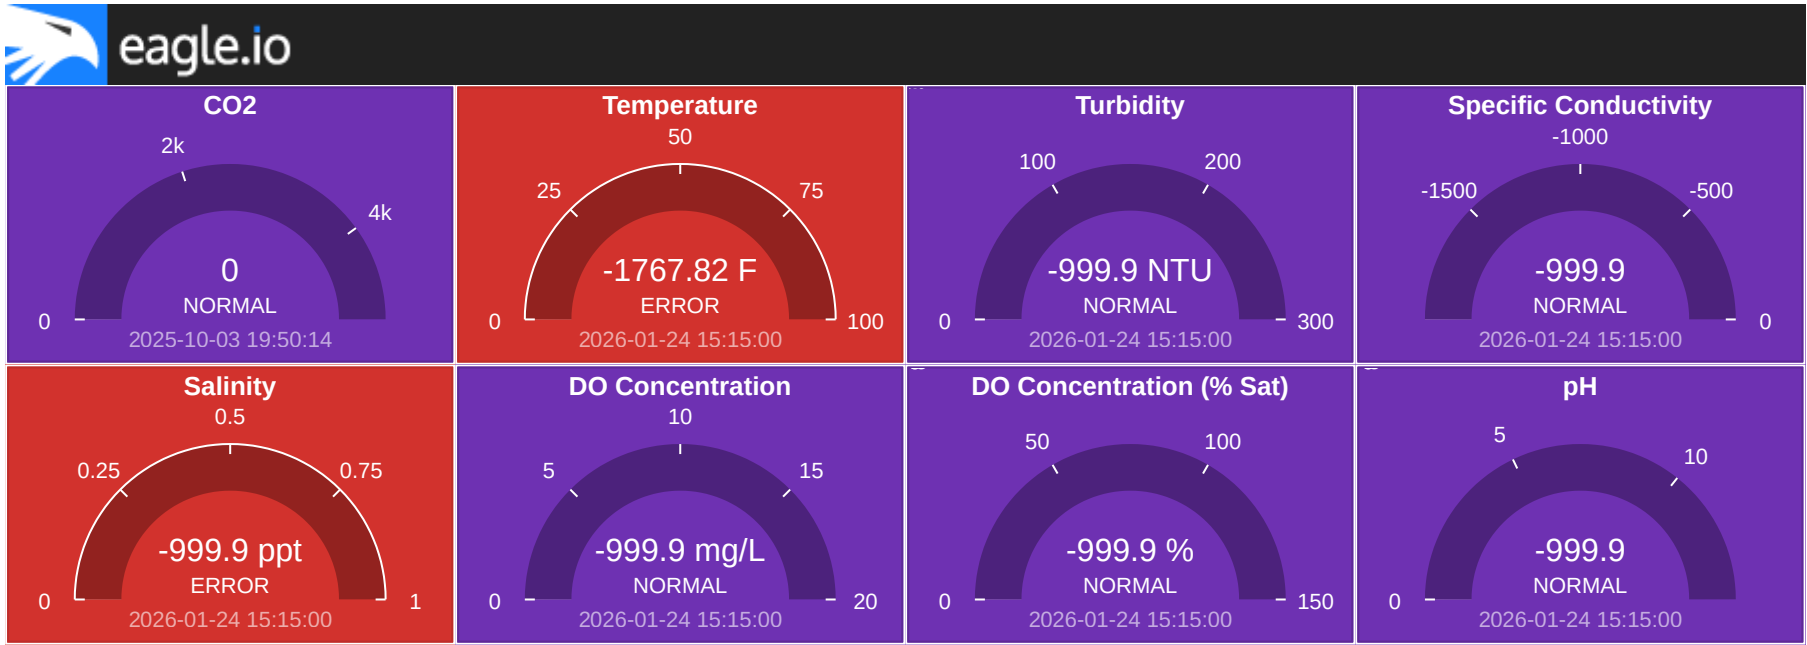 eagle.io
CO2
2k
4k
0
NORMAL
0
2025-10-03 19:50:14
Temperature
50
25
75
-1767.82 F
ERROR
0
100
2026-01-24 15:15:00
Turbidity
100
200
-999.9 NTU
NORMAL
0
300
2026-01-24 15:15:00
Specific Conductivity
-1000
-1500
-500
-999.9
NORMAL
0
2026-01-24 15:15:00
Salinity
0.5
0.25
0.75
-999.9 ppt
ERROR
0
1
2026-01-24 15:15:00
DO Concentration
10
5
15
-999.9 mg/L
NORMAL
0
20
2026-01-24 15:15:00
DO Concentration (% Sat)
50
100
-999.9 %
NORMAL
0
150
2026-01-24 15:15:00
pH
5
10
-999.9
NORMAL
0
2026-01-24 15:15:00